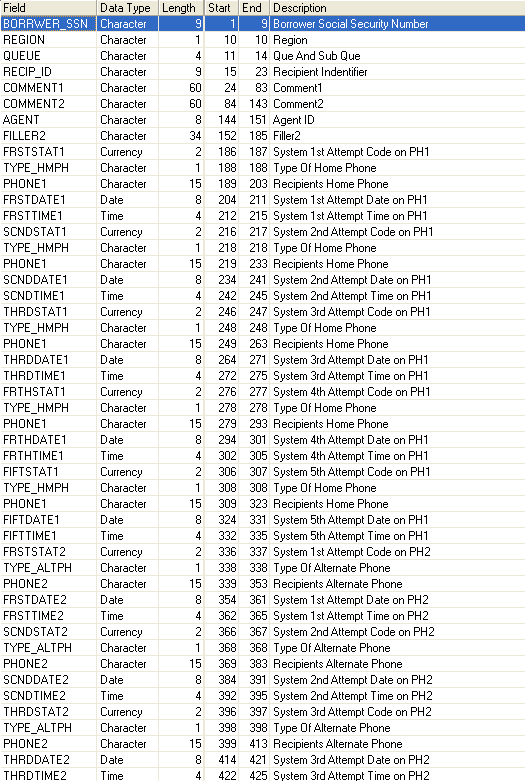 Field Data Type Length Start End Description
BORRWER_SSN Character 9 1 9 Borrower Social Security Number
REGION Character 1 10 10 Region
QUEUE Character 4 11 14 Que And Sub Que
RECIP_ID Character 9 15 23 Recipient Indentifier
COMMENT1 Character 60 24 83 Comment1
COMMENT2 Character 60 84 143 Comment2
AGENT Character 8 144 151 Agent ID
FILLER2 Character 34 152 185 Filler2
FRSTSTAT1 Currency 2 186 187 System 1st Attempt Code on PH1
TYPE_HMPH Character 1 188 188 Type Of Home Phone
PHONE1 Character 15 189 203 Recipients Home Phone
FRSTDATE1 Date 8 204 211 System 1st Attempt Date on PH1
FRSTTIME1 Time 4 212 215 System 1st Attempt Time on PH1
SCNDSTAT1 Currency 2 216 217 System 2nd Attempt Code on PH1
TYPE_HMPH Character 1 218 218 Type Of Home Phone
PHONE1 Character 15 219 233 Recipients Home Phone
SCNDDATE1 Date 8 234 241 System 2nd Attempt Date on PH1
SCNDTIME1 Time 4 242 245 System 2nd Attempt Time on PH1
THRDSTAT1 Currency 2 246 247 System 3rd Attempt Code on PH1
TYPE_HMPH Character 1 248 248 Type Of Home Phone
PHONE1 Character 15 249 263 Recipients Home Phone
THRDDATE1 Date 8 264 271 System 3rd Attempt Date on PH1
THRDTIME1 Time 4 272 275 System 3rd Attempt Time on PH1
FRTHSTAT1 Currency 2 276 277 System 4th Attempt Code on PH1
TYPE_HMPH Character 1 278 278 Type Of Home Phone
PHONE1 Character 15 279 293 Recipients Home Phone
FRTHDATE1 Date 8 294 301 System 4th Attempt Date on PH1
FRTHTIME1 Time 4 302 305 System 4th Attempt Time on PH1
FIFTSTAT1 Currency 2 306 307 System 5th Attempt Code on PH1
TYPE_HMPH Character 1 308 308 Type Of Home Phone
PHONE1 Character 15 309 323 Recipients Home Phone
FIFTDATE1 Date 8 324 331 System 5th Attempt Date on PH1
FIFTTIME1 Time 4 332 335 System 5th Attempt Time on PH1
FRSTSTAT2 Currency 2 336 337 System 1st Attempt Code on PH2
TYPE_ALTPH Character 1 338 338 Type Of Alternate Phone
PHONE2 Character 15 339 353 Recipients Alternate Phone
FRSTDATE2 Date 8 354 361 System 1st Attempt Date on PH2
FRSTTIME2 Time 4 362 365 System 1st Attempt Time on PH2
SCNDSTAT2 Currency 2 366 367 System 2nd Attempt Code on PH2
TYPE_ALTPH Character 1 368 368 Type Of Alternate Phone
PHONE2 Character 15 369 383 Recipients Alternate Phone
SCNDDATE2 Date 8 384 391 System 2nd Attempt Date on PH2
SCNDTIME2 Time 4 392 395 System 2nd Attempt Time on PH2
THRDSTAT2 Currency 2 396 397 System 3rd Attempt Code on PH2
TYPE_ALTPH Character 1 398 398 Type Of Alternate Phone
PHONE2 Character 15 399 413 Recipients Alternate Phone
THRDDATE2 Date 8 414 421 System 3rd Attempt Date on PH2
THRDTIME2 Time 4 422 425 System 3rd Attempt Time on PH2